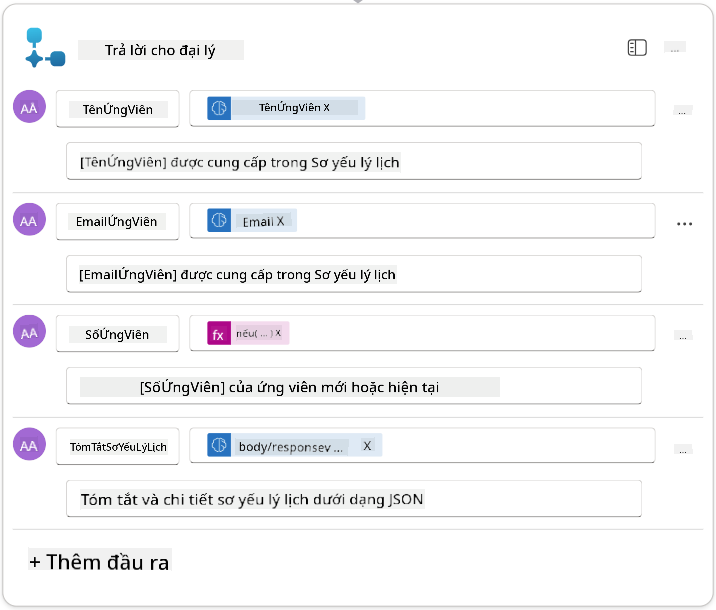 Trả lời cho đại lý
...
AA
TênỨngViên
TênỨngViên X
...
[TênỨngViên] được cung cấp trong Sơ yếu lý lịch
AA
EmailỨngViên
Email X
...
[EmailỨngViên] được cung cấp trong Sơ yếu lý lịch
AA
SốỨngViên
fx
nếu( ... ) X
...
[SốỨngViên] của ứng viên mới hoặc hiện tại
AA
TómTắtSơYếuLýLịch
body/responsev ... X
...
Tóm tắt và chi tiết sơ yếu lý lịch dưới dạng JSON
+ Thêm đầu ra